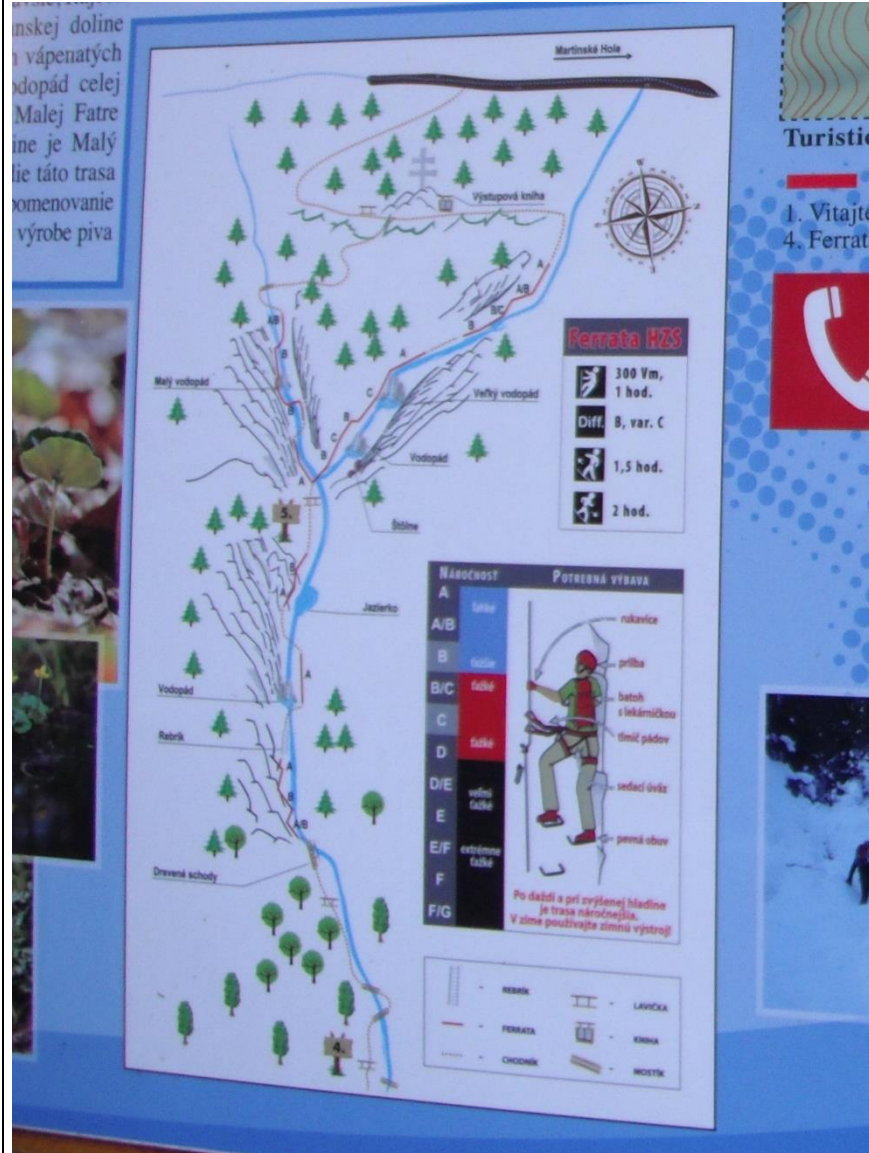 inskej doline
vápenatých
odopád celej
Malej Fatre
ine je Malý
lie táto trasa
pomenovanie
výrobe piva
Martinské Hole
Výstupová kniha
A
A/B
B/C
B
A/B
B
B
A
A
C
B
C
B
Malý vodopád
Veľký vodopád
Vodopád
Štôlne
5.
B
A
Jazierko
A
Vodopád
Rebrík
A
B
A/B
Drevené schody
4.
Ferrata HZS
300 Vm,
1 hod.
Diff. B, var. C
1,5 hod.
2 hod.
NÁROČNOSŤ
POTREBNÁ VÝBAVA
A
A/B ľahké
B ťažšie
B/C ťažké
C
D ťažké
D/E veľmi
E ťažké
E/F extrémne
F ťažké
F/G
rukavice
prilba
batoh
s lekárničkou
tlmič pádov
sedací úväz
pevná obuv
Po daždi a pri zvýšenej hladine
je trasa náročnejšia.
V zime používajte zimnú výstroj!
- REBRÍK
- FERRATA
- CHODNÍK
- LAVIČKA
- KNIHA
- MOSTÍK
Turistic
1. Vitajte
4. Ferrat